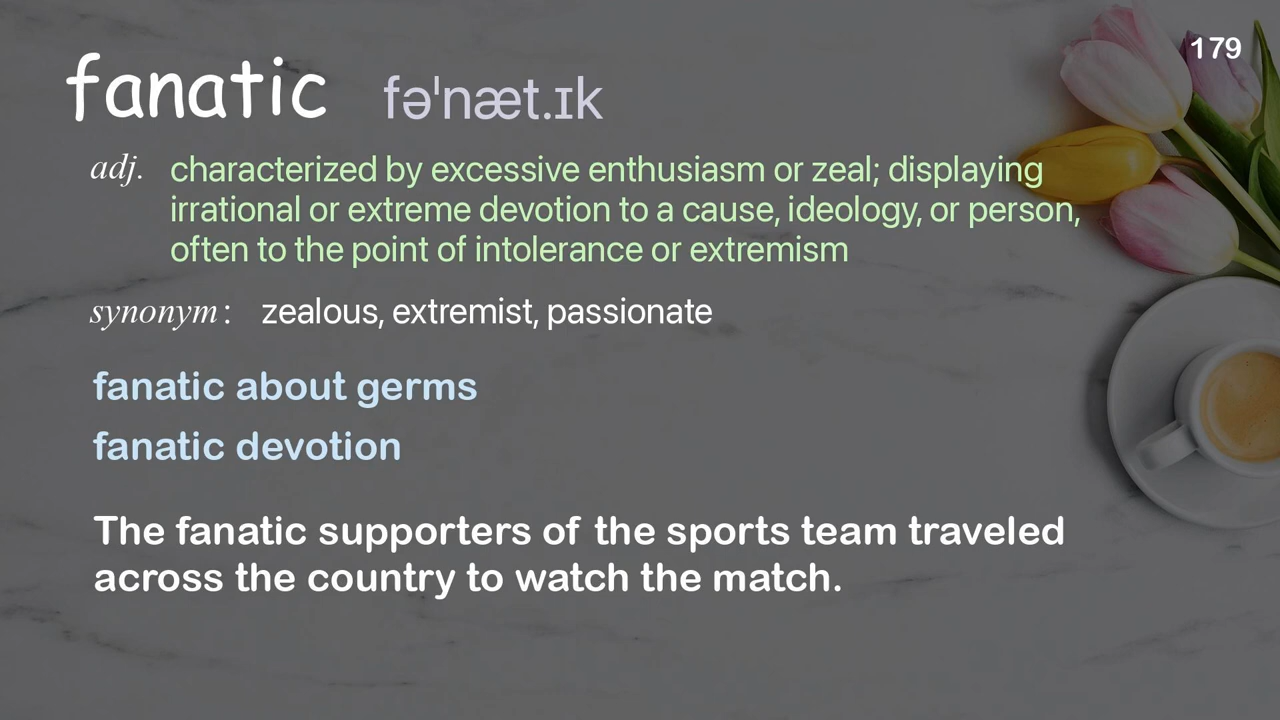 179
fanatic fəˈnæt.ɪk
adj. characterized by excessive enthusiasm or zeal; displaying
irrational or extreme devotion to a cause, ideology, or person,
often to the point of intolerance or extremism
synonym: zealous, extremist, passionate
fanatic about germs
fanatic devotion
The fanatic supporters of the sports team traveled
across the country to watch the match.